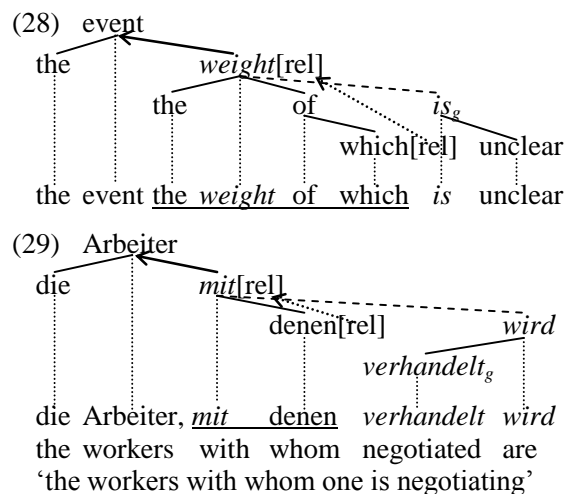 (28) event
the weight[rel]
the of is_g
which[rel] unclear
the event the weight of which is unclear
(29) Arbeiter
die mit[rel]
denen[rel] wird
verhandelt_g
die Arbeiter, mit denen verhandelt wird
the workers with whom negotiated are
‘the workers with whom one is negotiating’